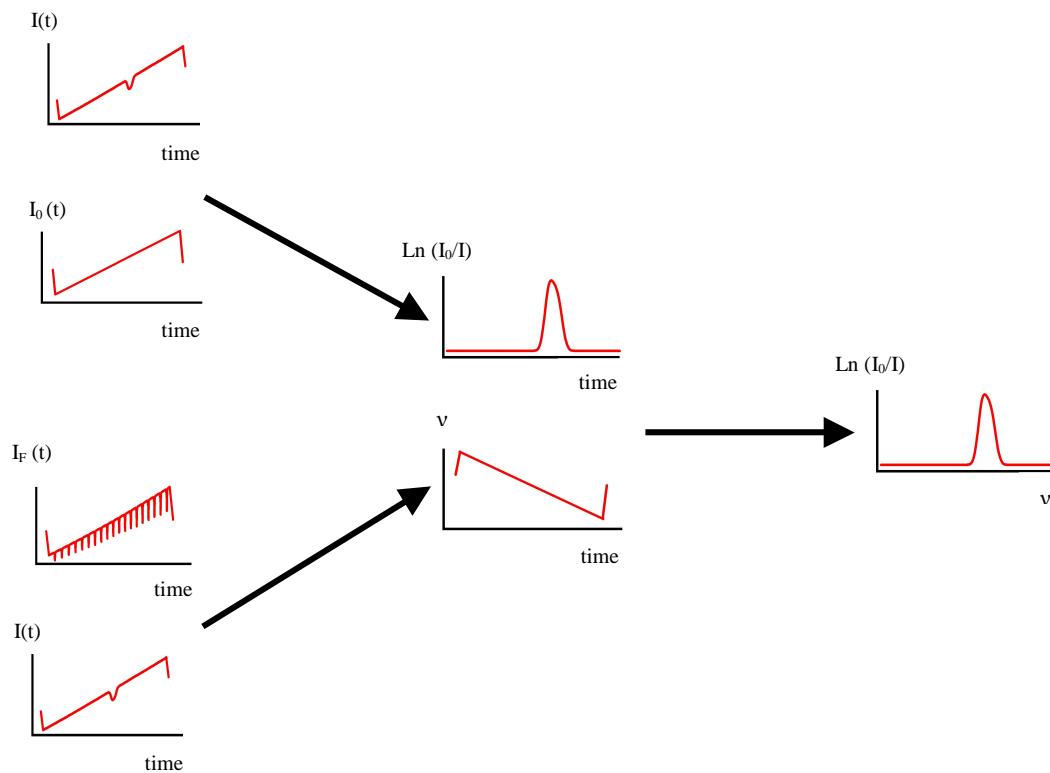 I(t)
time
I₀ (t)
time
Ln (I₀/I)
time
ν
time
I_F (t)
time
I(t)
time
Ln (I₀/I)
ν